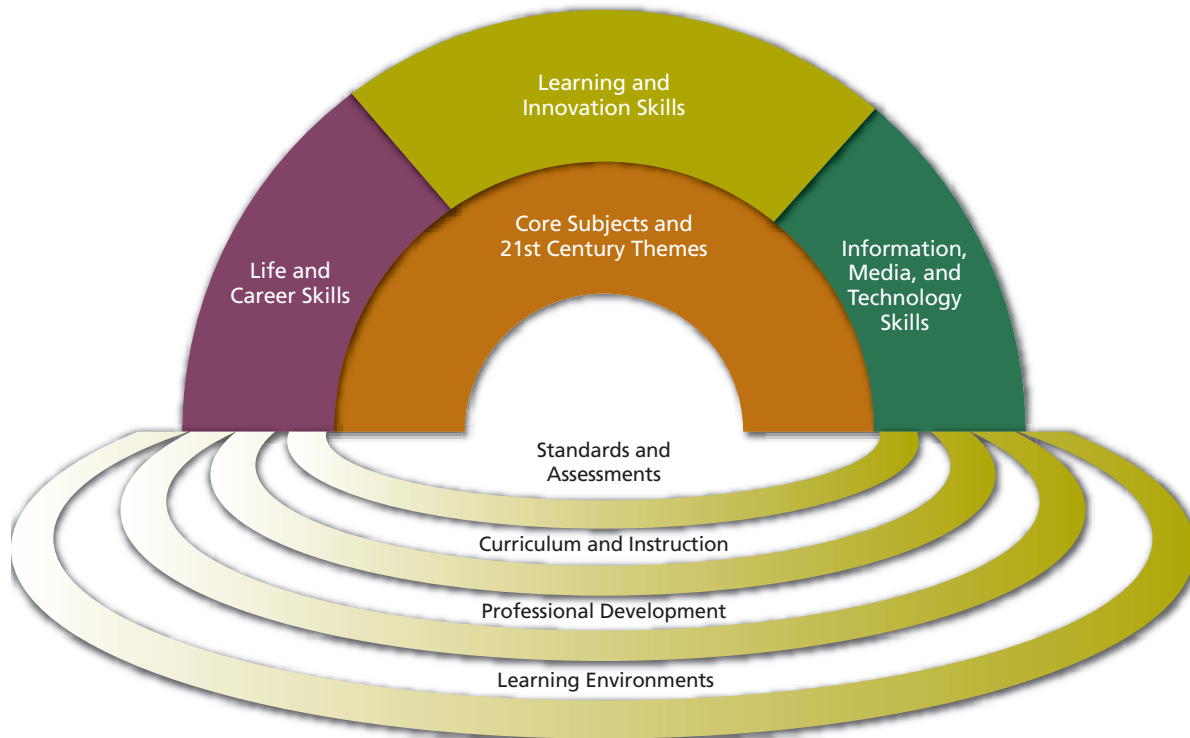 Learning and
Innovation Skills
Core Subjects and
21st Century Themes
Life and
Career Skills
Information,
Media, and
Technology
Skills
Standards and
Assessments
Curriculum and Instruction
Professional Development
Learning Environments